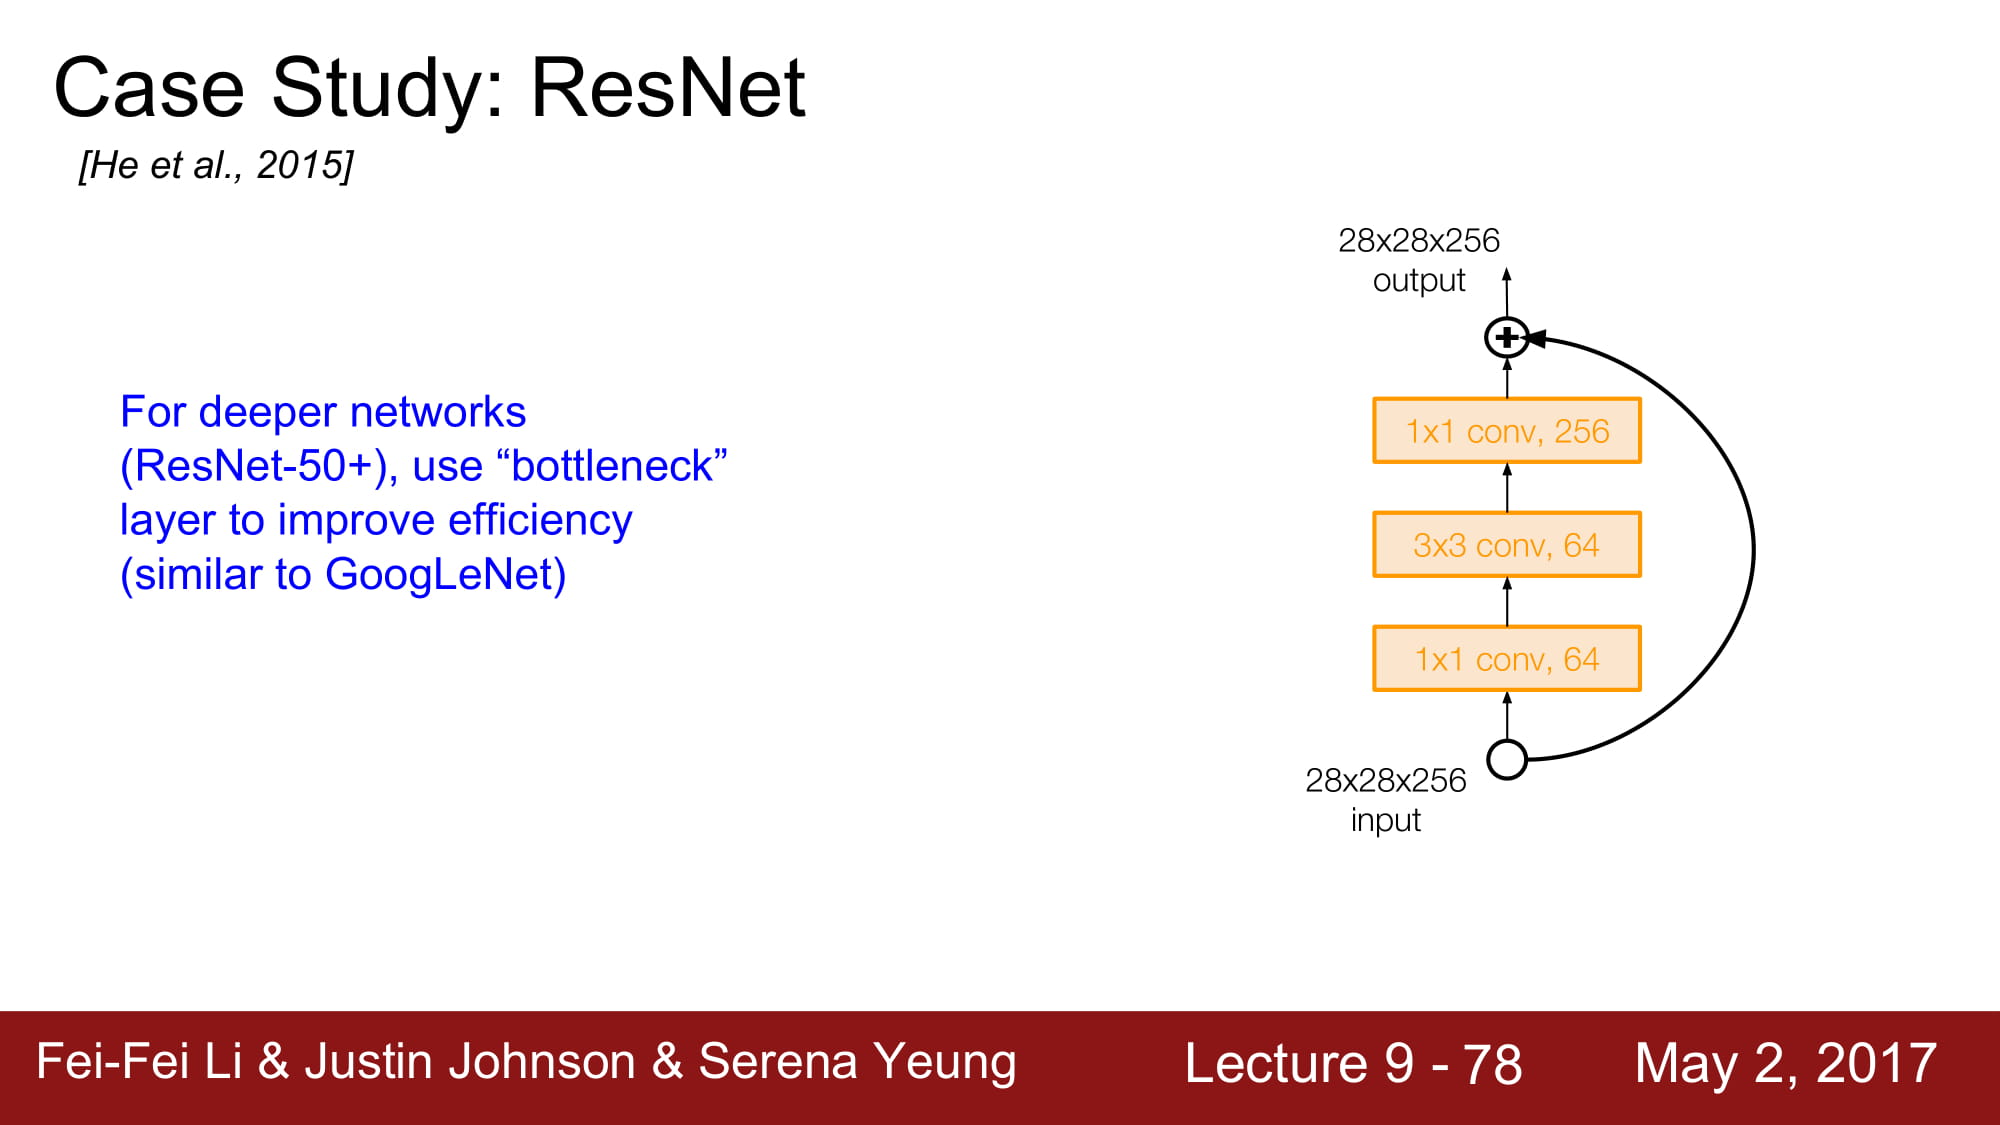 Case Study: ResNet
[He et al., 2015]
For deeper networks
(ResNet-50+), use “bottleneck”
layer to improve efficiency
(similar to GoogLeNet)
28x28x256
output
1x1 conv, 256
3x3 conv, 64
1x1 conv, 64
28x28x256
input
Fei-Fei Li & Justin Johnson & Serena Yeung
Lecture 9 - 78
May 2, 2017